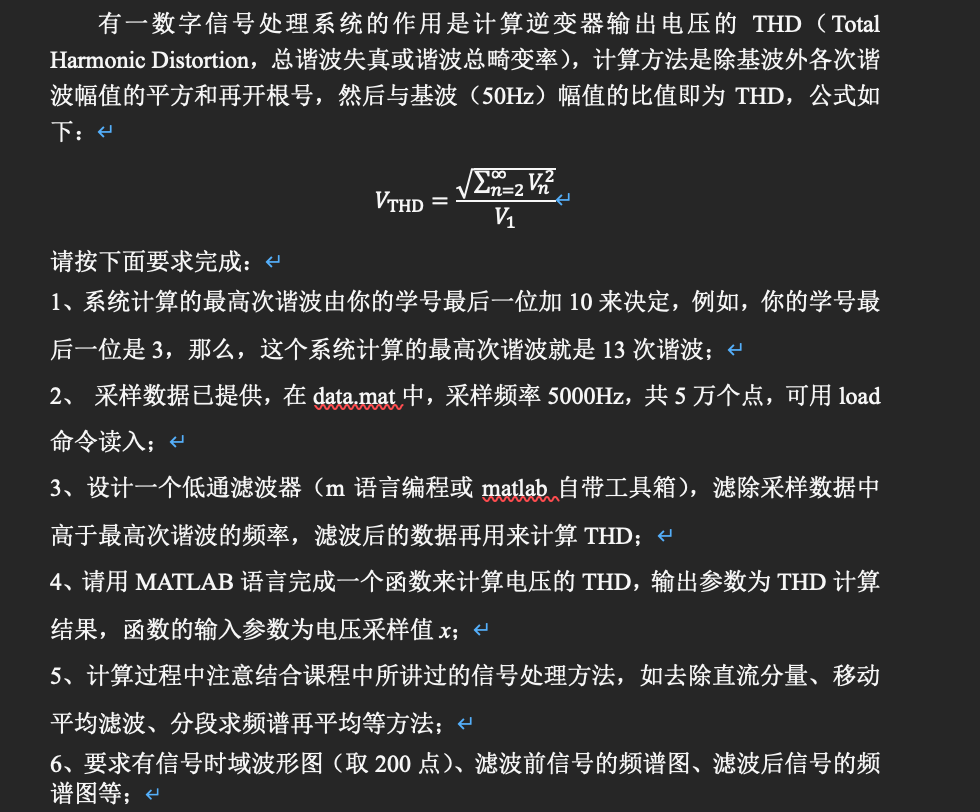 有一数字信号处理系统的作用是计算逆变器输出电压的 THD（Total
Harmonic Distortion，总谐波失真或谐波总畸变率），计算方法是除基波外各次谐
波幅值的平方和再开根号，然后与基波（50Hz）幅值的比值即为 THD，公式如
下：↵
V_THD = √(∑_{n=2}^{∞} V_n^2) / V_1 ↵
请按下面要求完成：↵
1、系统计算的最高次谐波由你的学号最后一位加 10 来决定，例如，你的学号最
后一位是 3，那么，这个系统计算的最高次谐波就是 13 次谐波；↵
2、 采样数据已提供，在 data.mat 中，采样频率 5000Hz，共 5 万个点，可用 load
命令读入；↵
3、设计一个低通滤波器（m 语言编程或 matlab 自带工具箱），滤除采样数据中
高于最高次谐波的频率，滤波后的数据再用来计算 THD；↵
4、请用 MATLAB 语言完成一个函数来计算电压的 THD，输出参数为 THD 计算
结果，函数的输入参数为电压采样值 x；↵
5、计算过程中注意结合课程中所讲过的信号处理方法，如去除直流分量、移动
平均滤波、分段求频谱再平均等方法；↵
6、要求有信号时域波形图（取 200 点）、滤波前信号的频谱图、滤波后信号的频
谱图等；↵